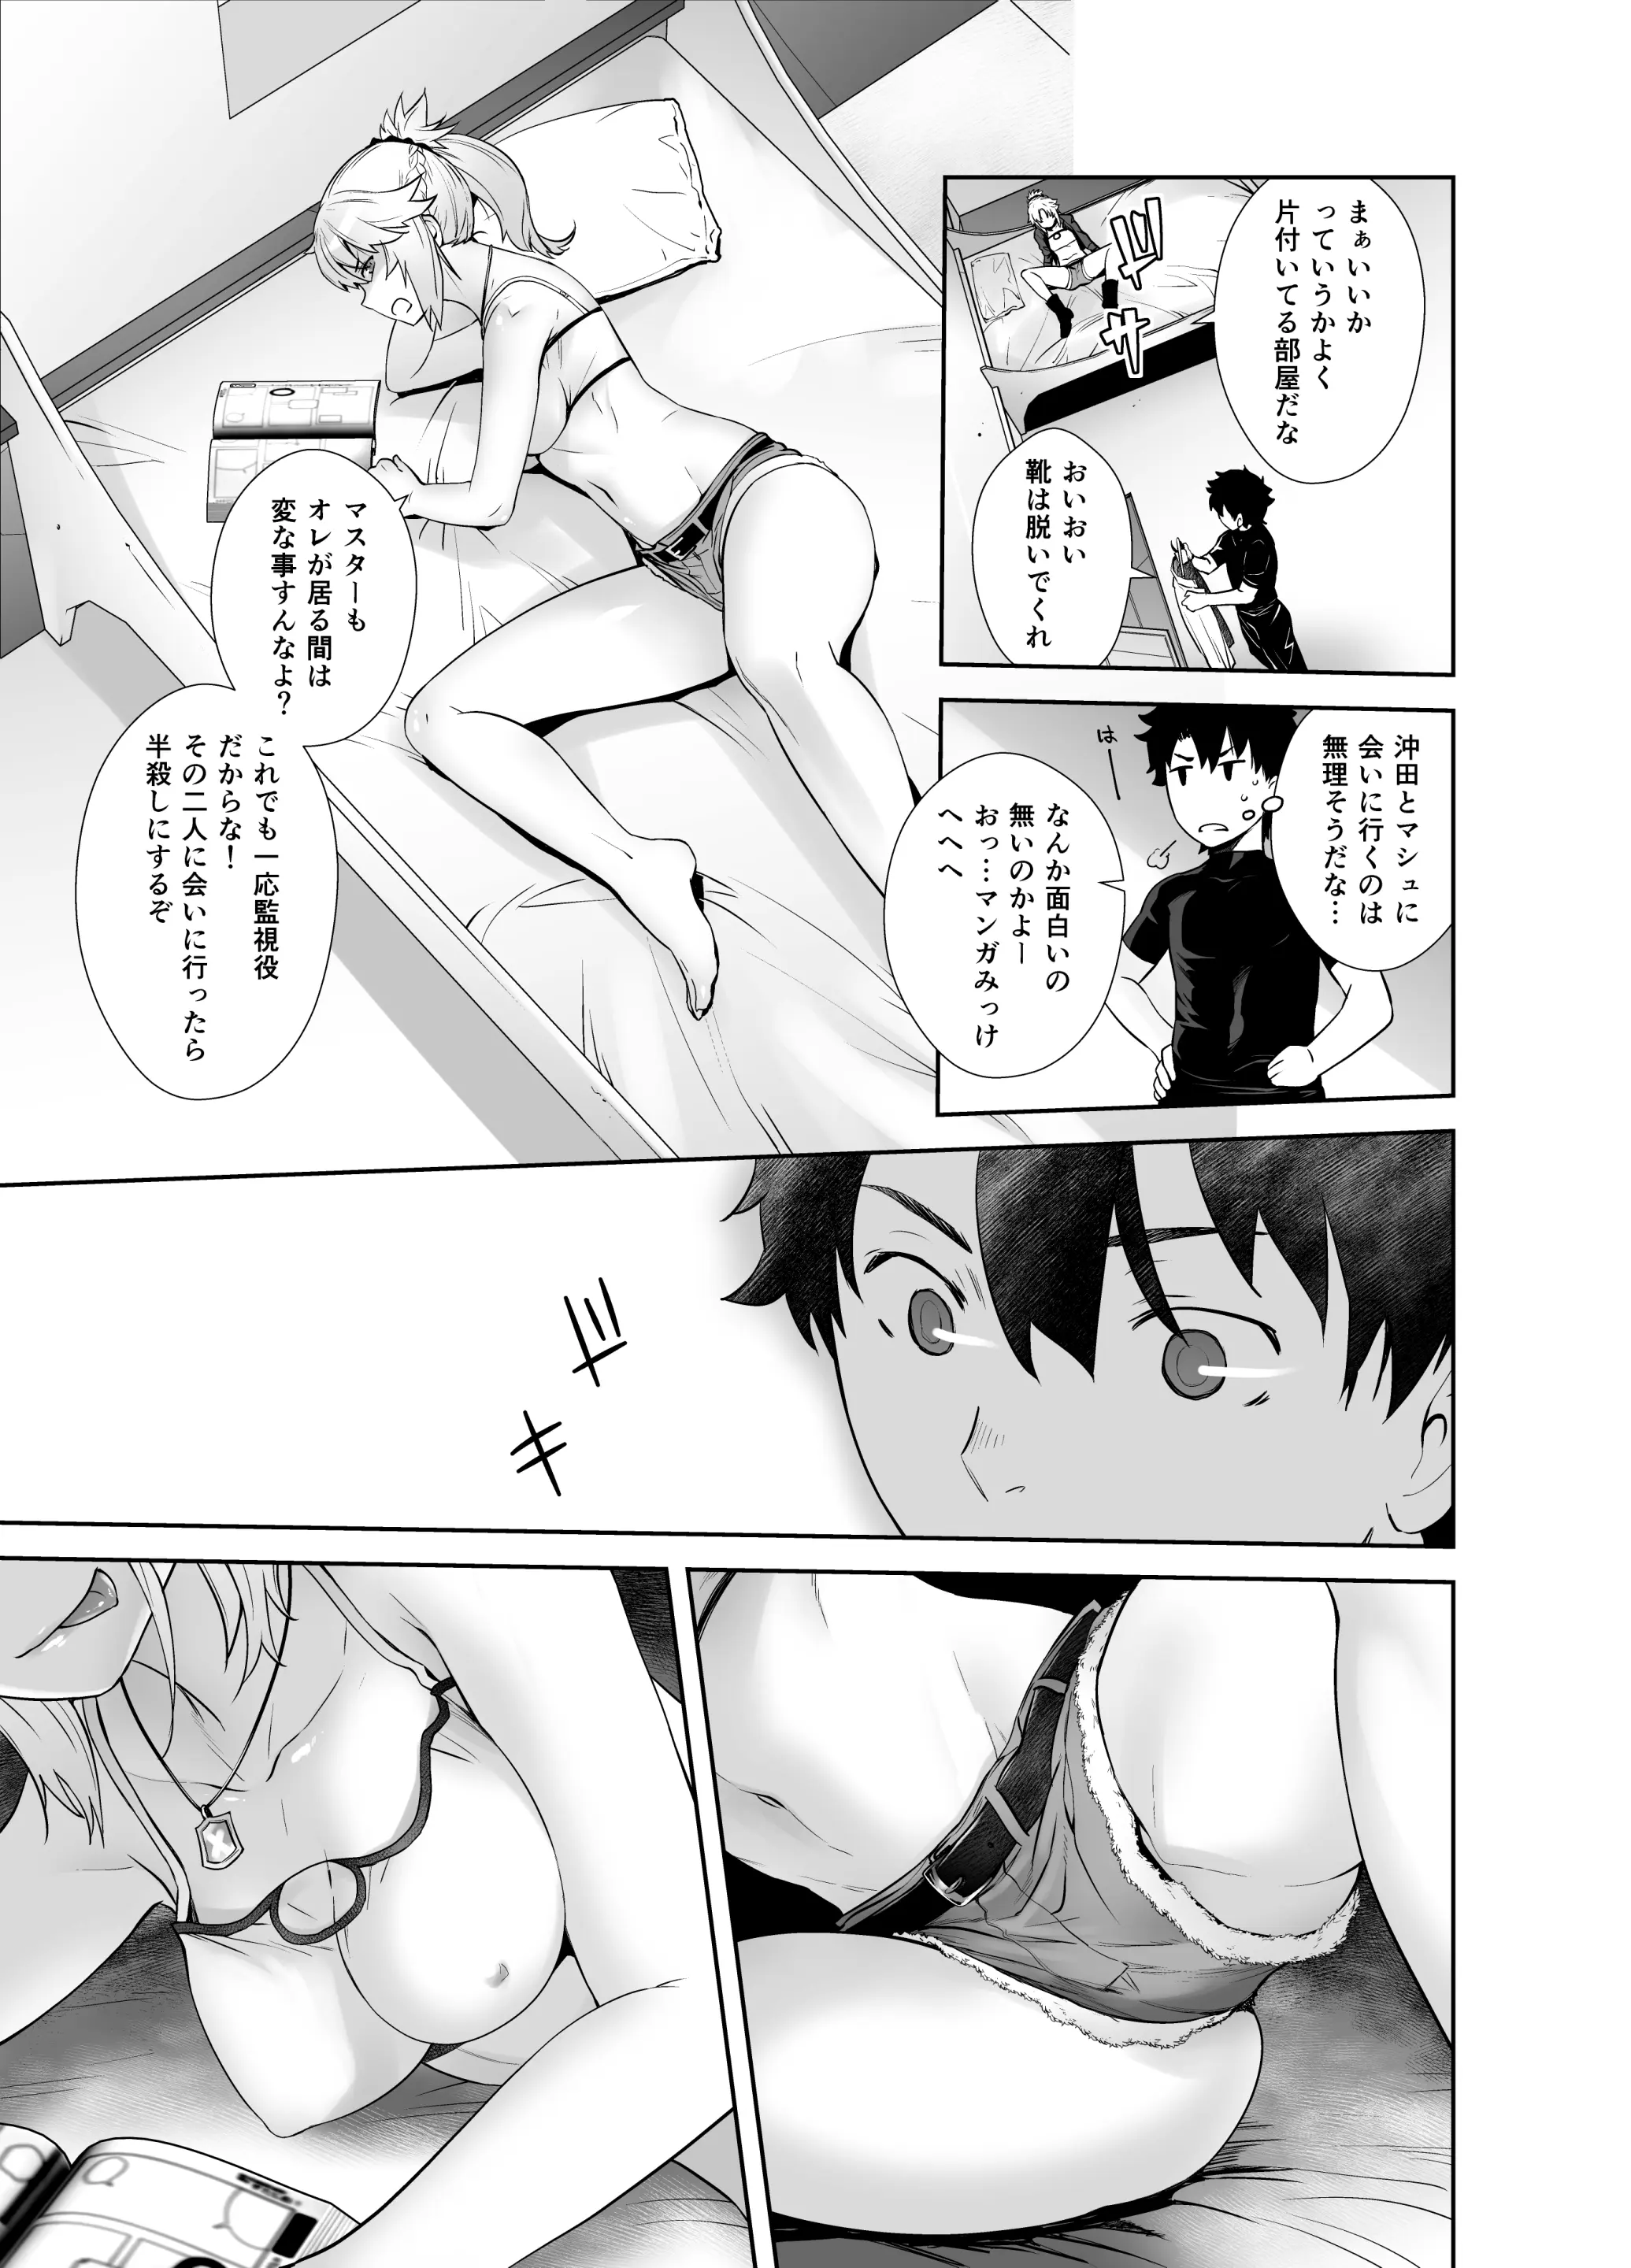 まぁいいか
っていうかよく
片付いてる部屋だな
ドサ
おいおい
靴は脱いでくれ
沖田とマシュに
会いに行くのは
無理そうだな…
はー
なんか面白いの
無いのかよー
おっ…マンガみっけ
へへへ
マスターも
オレが居る間は
変な事すんなよ？
これでも一応監視役
だからな！
その二人に会いに行ったら
半殺しにするぞ